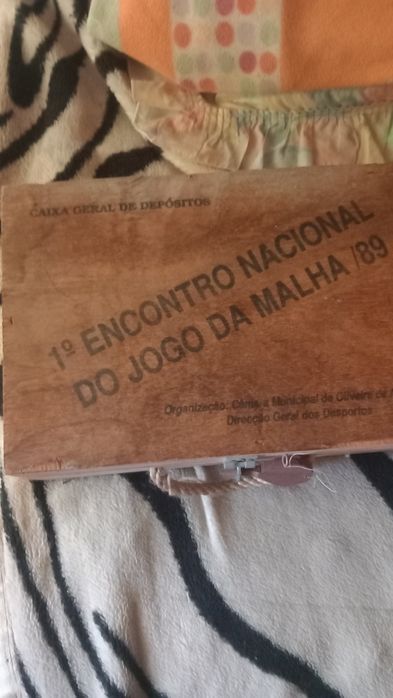 CAIXA GERAL DE DEPÓSITOS
1º ENCONTRO NACIONAL
DO JOGO DA MALHA /89
Organização: Câmara Municipal de Oliveira de
Direcção Geral dos Desportos